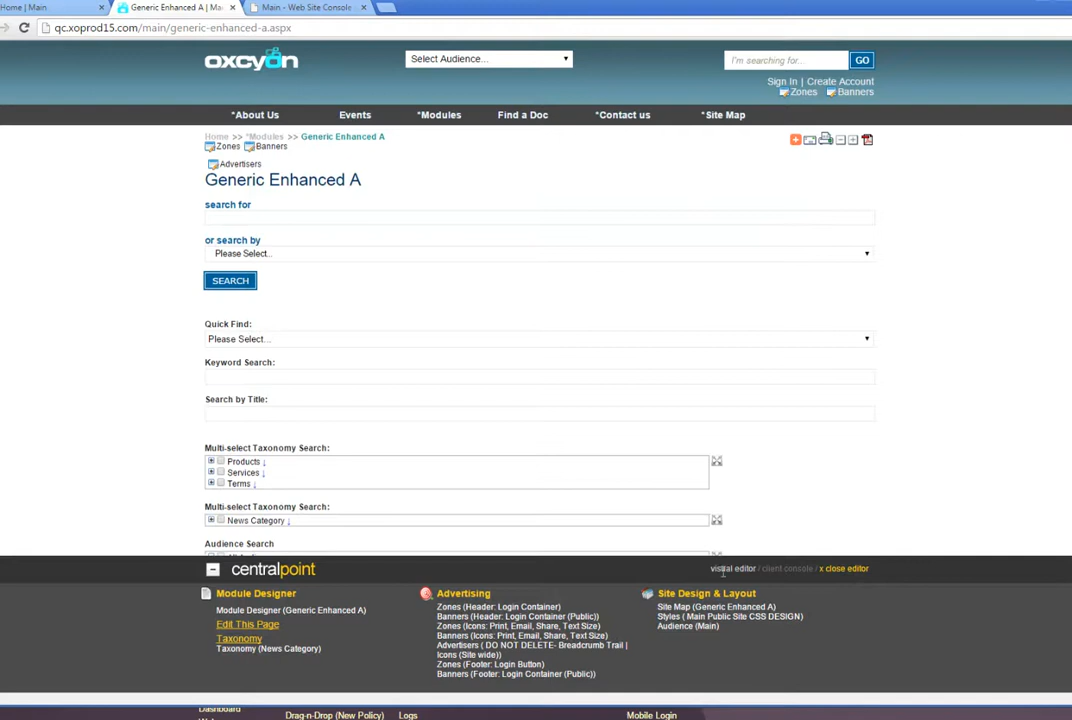 Home | Main
Generic Enhanced A | Ma
Main - Web Site Console
qc.xoprod15.com/main/generic-enhanced-a.aspx
oxcyon
Select Audience...
I'm searching for...
GO
Sign In | Create Account
Zones Banners
*About Us Events *Modules Find a Doc *Contact us *Site Map
Home >> *Modules >> Generic Enhanced A
Zones Banners
Advertisers
Generic Enhanced A
search for
or search by
Please Select..
SEARCH
Quick Find:
Please Select...
Keyword Search:
Search by Title:
Multi-select Taxonomy Search:
Products ↓
Services ↓
Terms ↓
Multi-select Taxonomy Search:
News Category ↓
Audience Search
centralpoint
visual editor / client console / x close editor
Module Designer
Module Designer (Generic Enhanced A)
Edit This Page
Taxonomy
Taxonomy (News Category)
Advertising
Zones (Header: Login Container)
Banners (Header: Login Container (Public))
Zones (Icons: Print, Email, Share, Text Size)
Banners (Icons: Print, Email, Share, Text Size)
Advertisers ( DO NOT DELETE- Breadcrumb Trail |
Icons (Site wide))
Zones (Footer: Login Button)
Banners (Footer: Login Container (Public))
Site Design & Layout
Site Map (Generic Enhanced A)
Styles ( Main Public Site CSS DESIGN)
Audience (Main)
Dashboard
Drag-n-Drop (New Policy)
Logs
Mobile Login